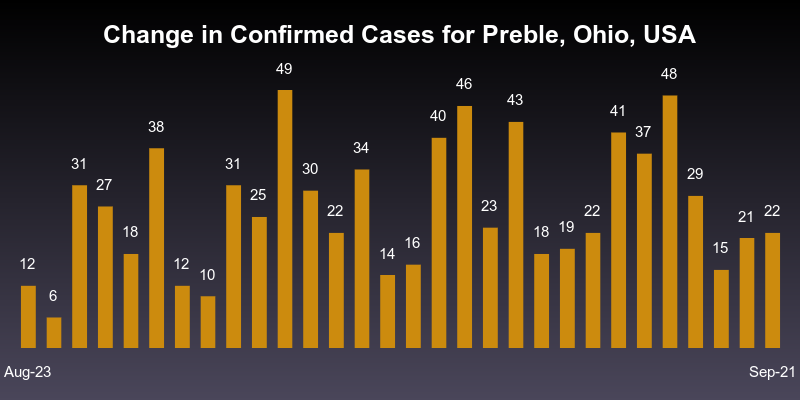 Change in Confirmed Cases for Preble, Ohio, USA
12 6 31 27 18 38 12 10 31 25 49 30 22 34 14 16 40 46 23 43 18 19 22 41 37 48 29 15 21 22
Aug-23 Sep-21